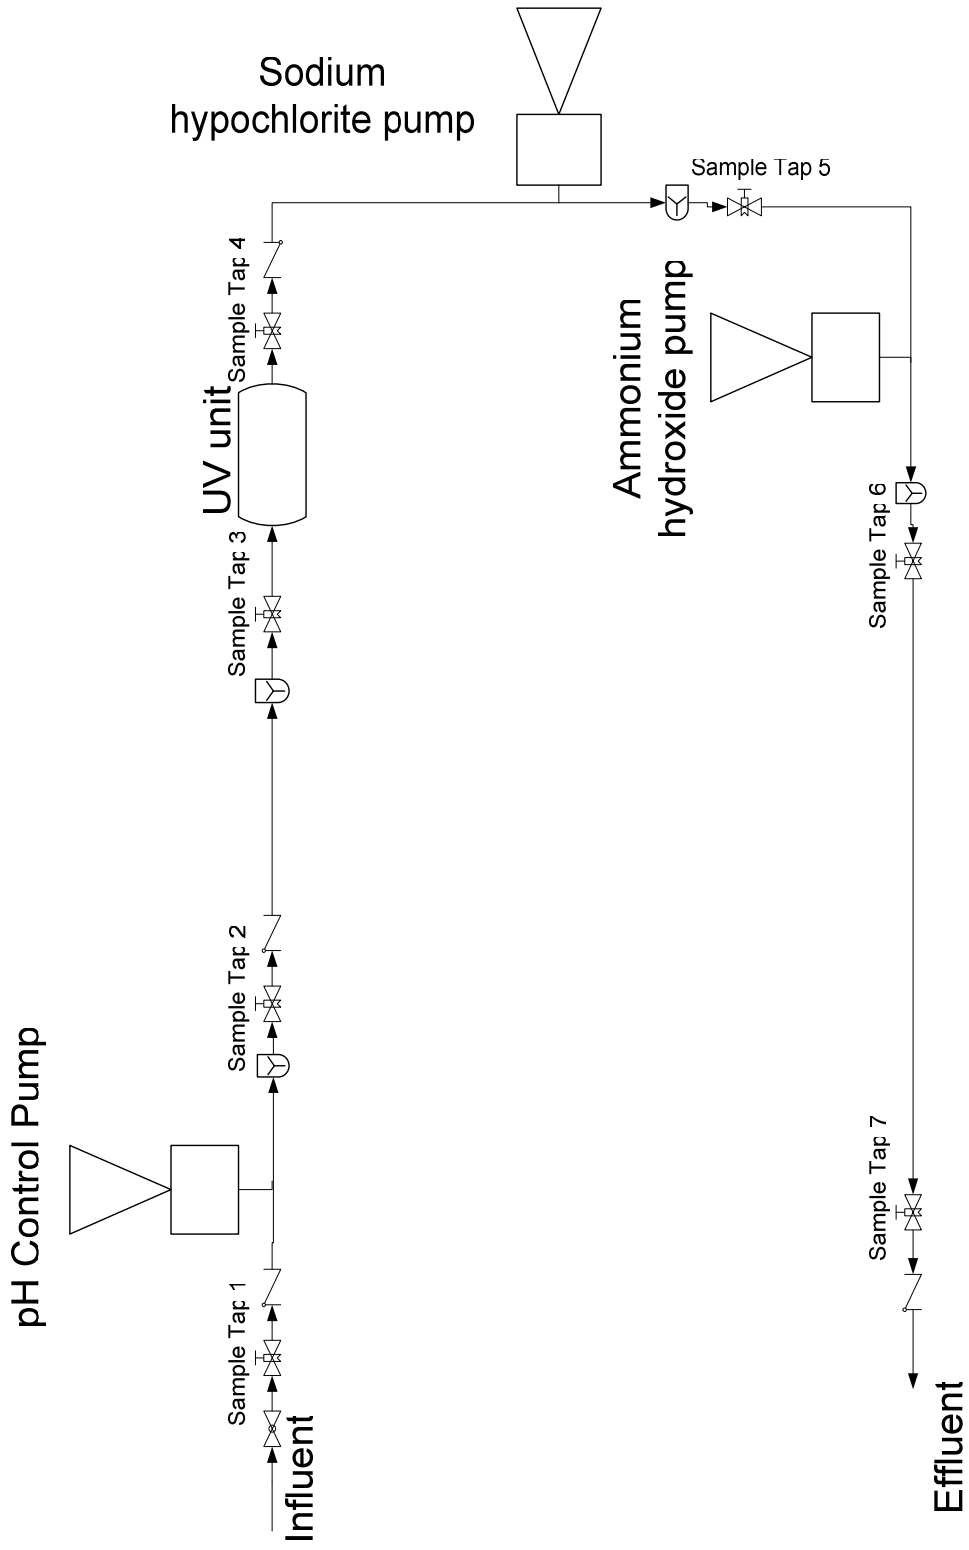 Sodium
hypochlorite pump
Sample Tap 5
Sample Tap 4
UV unit
Sample Tap 3
Ammonium
hydroxide pump
Sample Tap 6
Sample Tap 2
pH Control Pump
Sample Tap 7
Sample Tap 1
Influent
Effluent